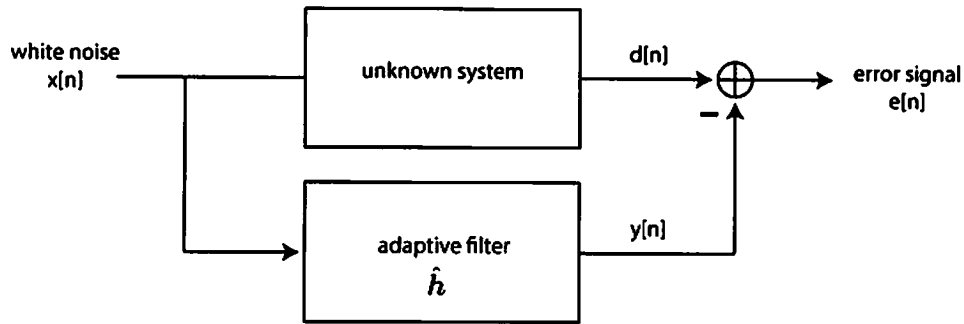 white noise
x[n]
unknown system
d[n]
error signal
e[n]
−
adaptive filter
ĥ
y[n]